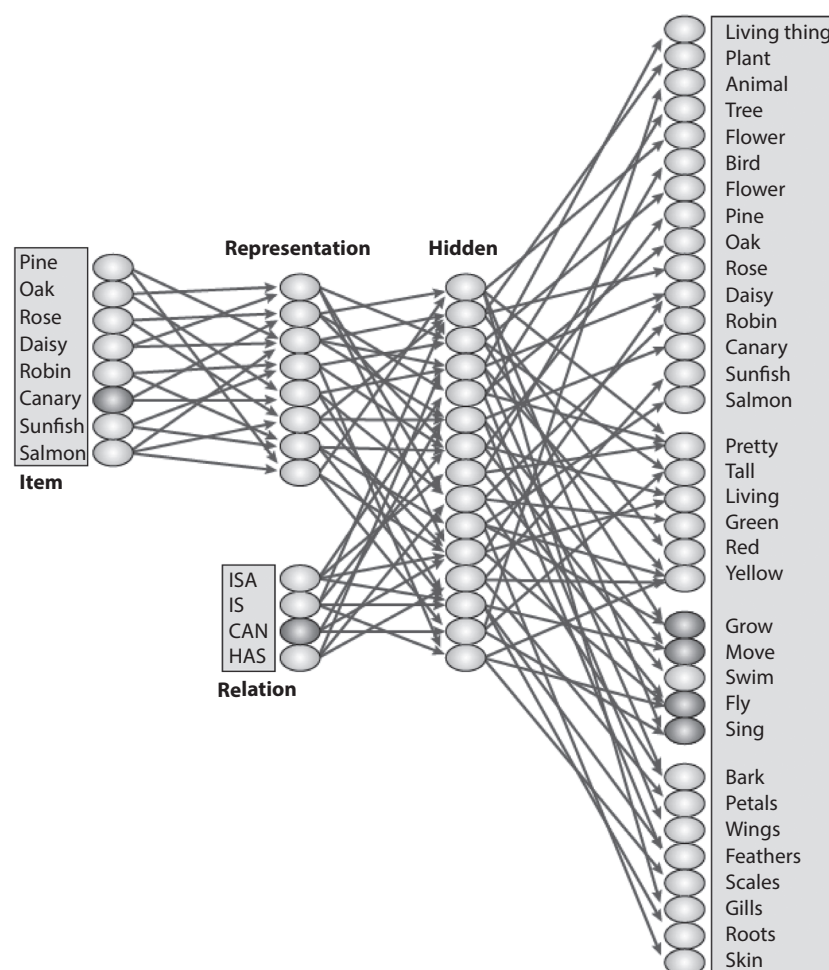 Representation
Hidden
Pine
Oak
Rose
Daisy
Robin
Canary
Sunfish
Salmon
Item
ISA
IS
CAN
HAS
Relation
Living thing
Plant
Animal
Tree
Flower
Bird
Flower
Pine
Oak
Rose
Daisy
Robin
Canary
Sunfish
Salmon
Pretty
Tall
Living
Green
Red
Yellow
Grow
Move
Swim
Fly
Sing
Bark
Petals
Wings
Feathers
Scales
Gills
Roots
Skin